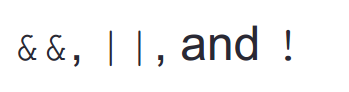 &&, ||, and !